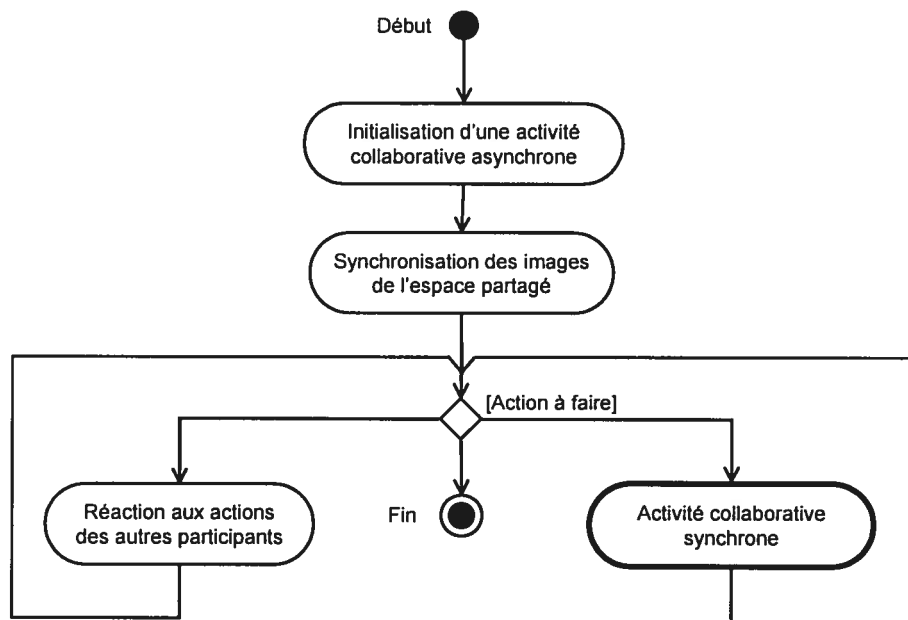 Début
Initialisation d'une activité
collaborative asynchrone
Synchronisation des images
de l'espace partagé
[Action à faire]
Réaction aux actions
des autres participants
Fin
Activité collaborative
synchrone